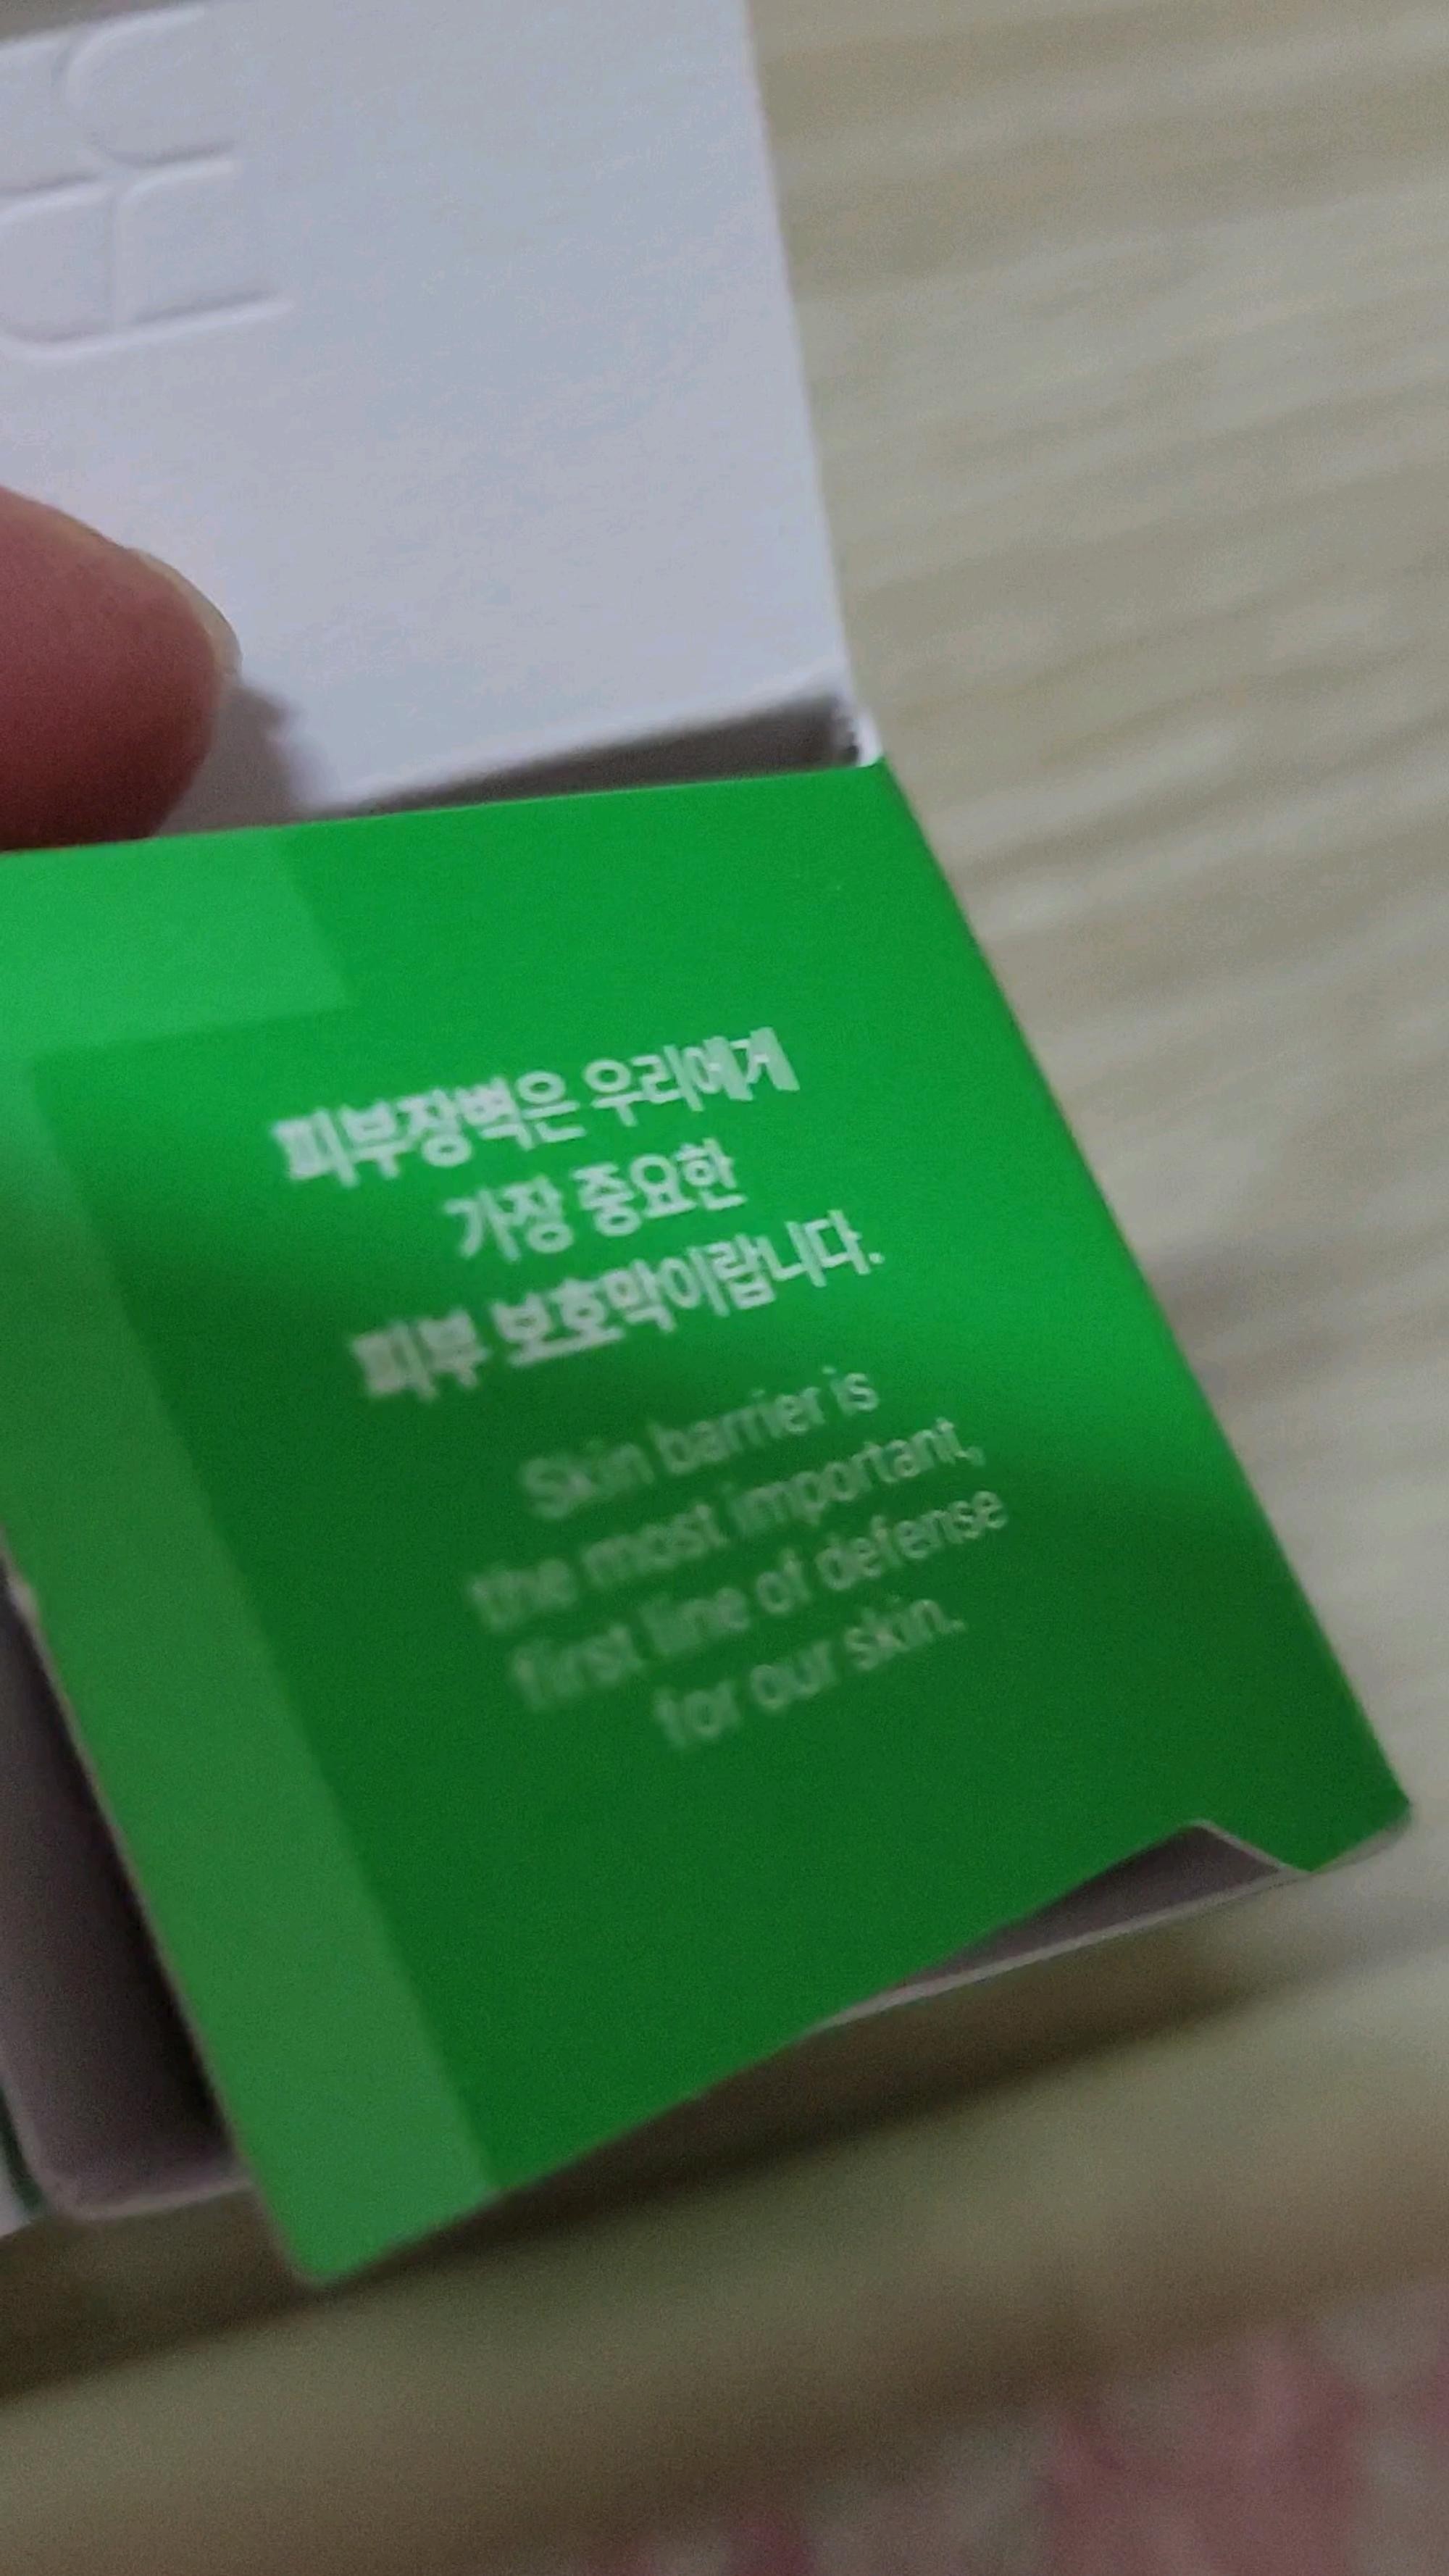 피부장벽은 우리에게
가장 중요한
피부 보호막이랍니다.
Skin barrier is
the most important,
first line of defense
for our skin.